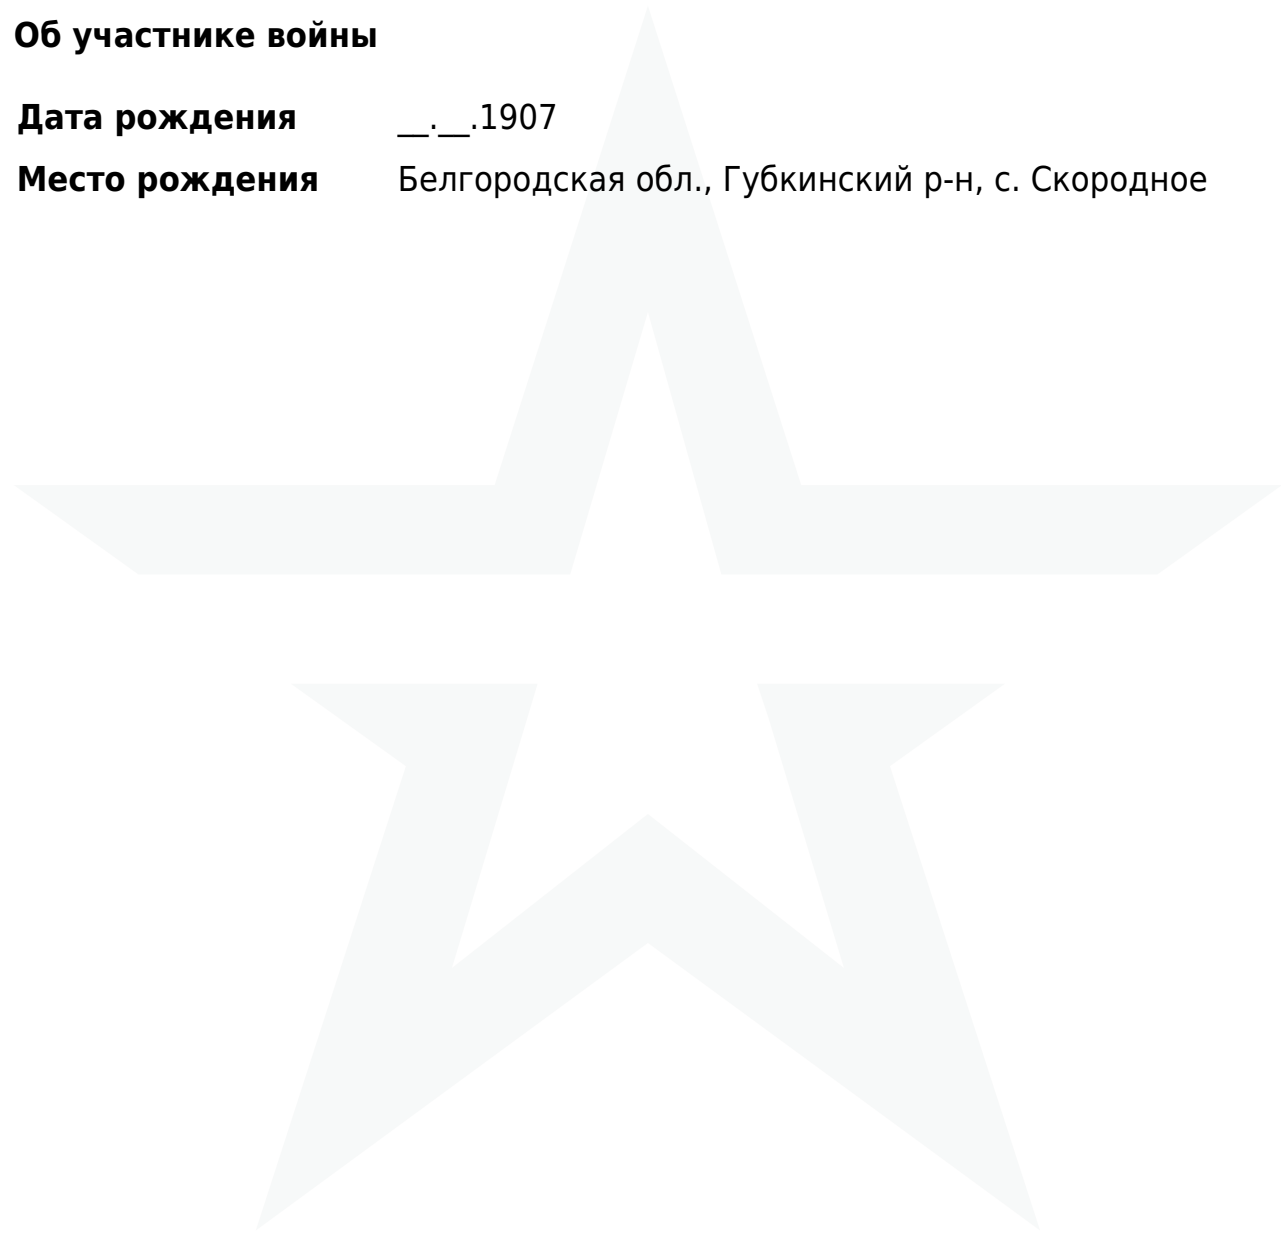 Об участнике войны
Дата рождения __.__.1907
Место рождения Белгородская обл., Губкинский р-н, с. Скородное